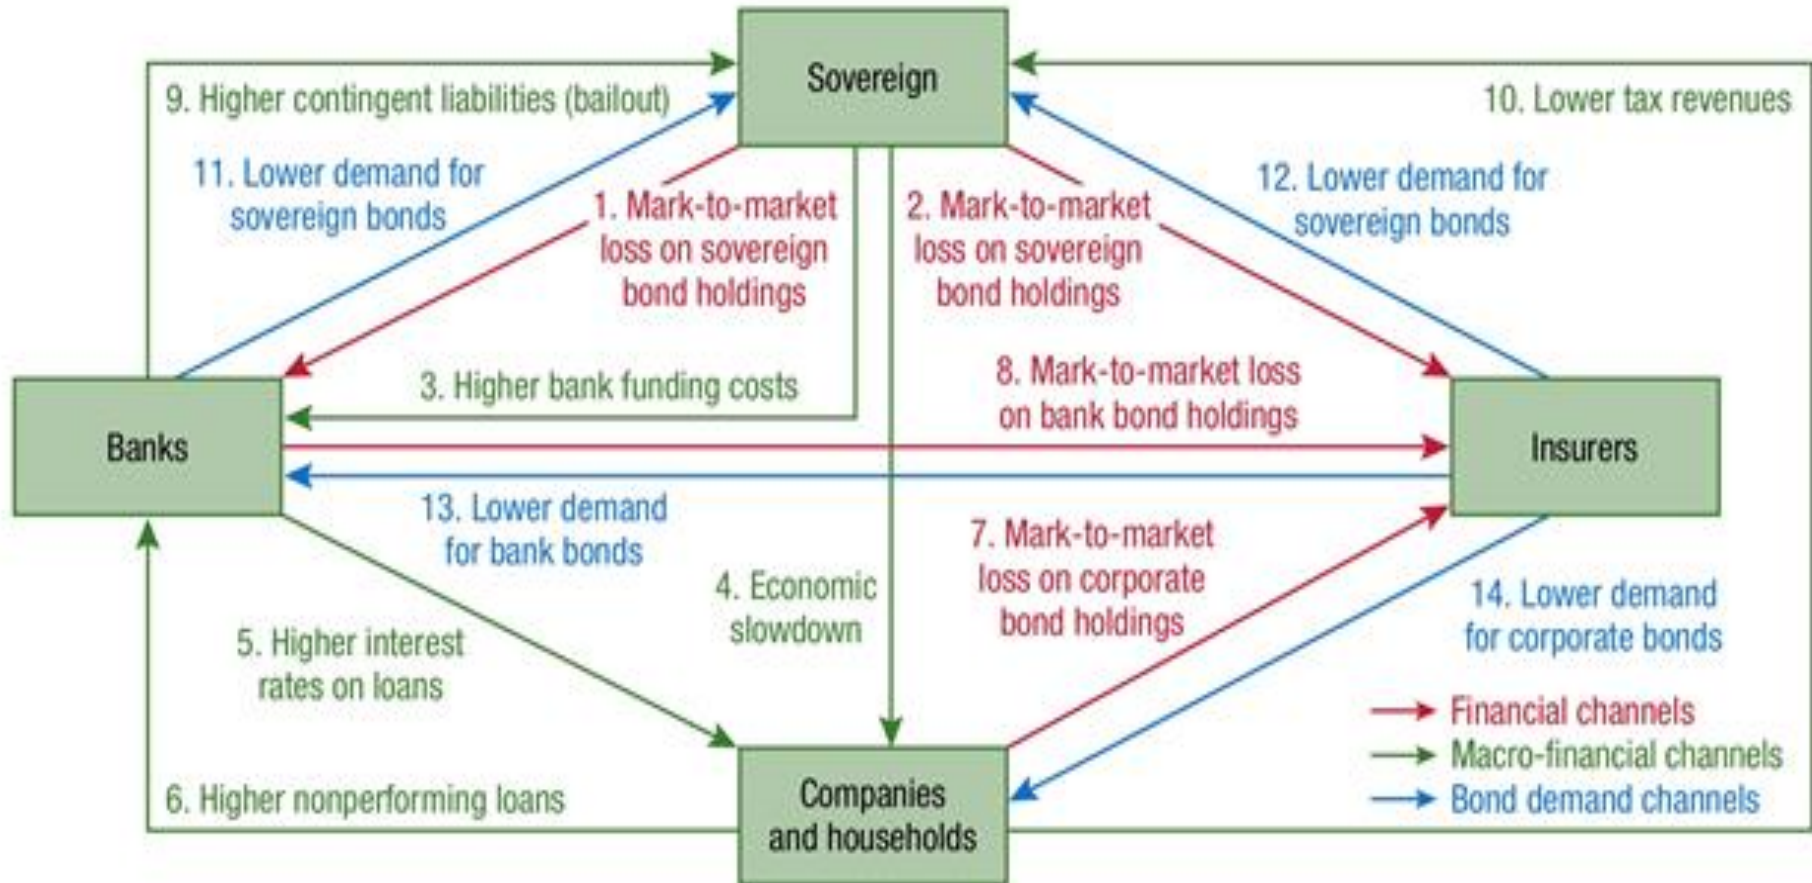 Sovereign
9. Higher contingent liabilities (bailout)
10. Lower tax revenues
11. Lower demand for
sovereign bonds
1. Mark-to-market
loss on sovereign
bond holdings
2. Mark-to-market
loss on sovereign
bond holdings
12. Lower demand for
sovereign bonds
3. Higher bank funding costs
8. Mark-to-market loss
on bank bond holdings
Banks
Insurers
13. Lower demand
for bank bonds
4. Economic
slowdown
7. Mark-to-market
loss on corporate
bond holdings
14. Lower demand
for corporate bonds
5. Higher interest
rates on loans
6. Higher nonperforming loans
Companies
and households
Financial channels
Macro-financial channels
Bond demand channels